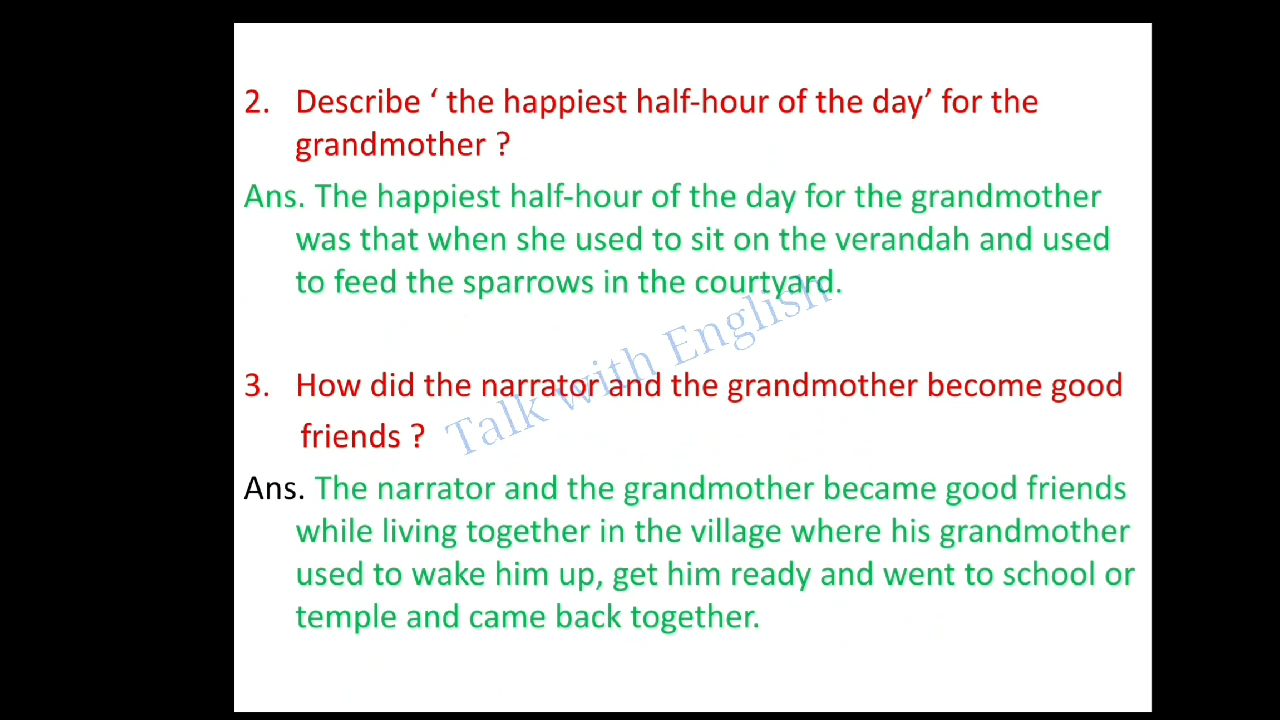 2. Describe ‘ the happiest half-hour of the day’ for the
grandmother ?
Ans. The happiest half-hour of the day for the grandmother
was that when she used to sit on the verandah and used
to feed the sparrows in the courtyard.
Talk with English
3. How did the narrator and the grandmother become good
friends ?
Ans. The narrator and the grandmother became good friends
while living together in the village where his grandmother
used to wake him up, get him ready and went to school or
temple and came back together.